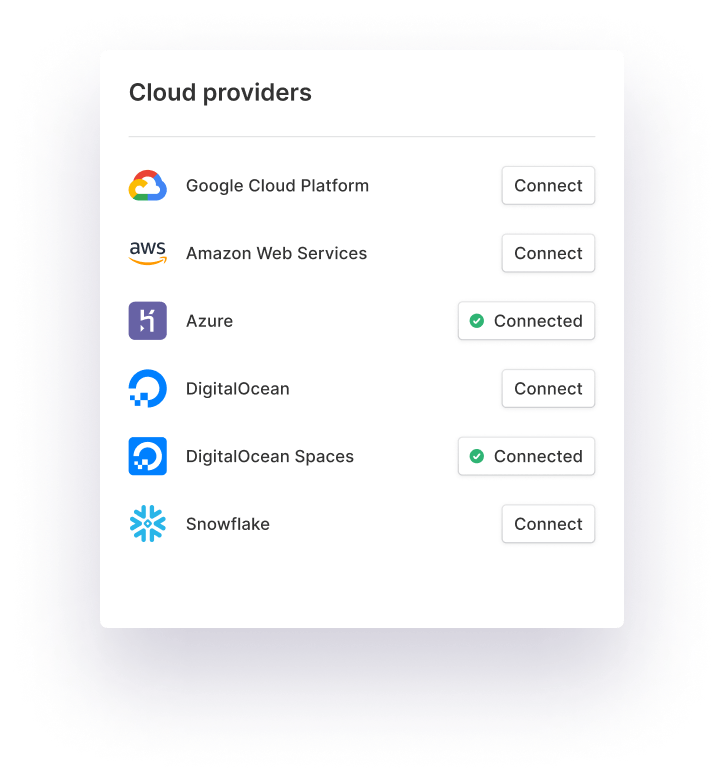 Cloud providers
Google Cloud Platform Connect
aws Amazon Web Services Connect
Azure Connected
DigitalOcean Connect
DigitalOcean Spaces Connected
Snowflake Connect